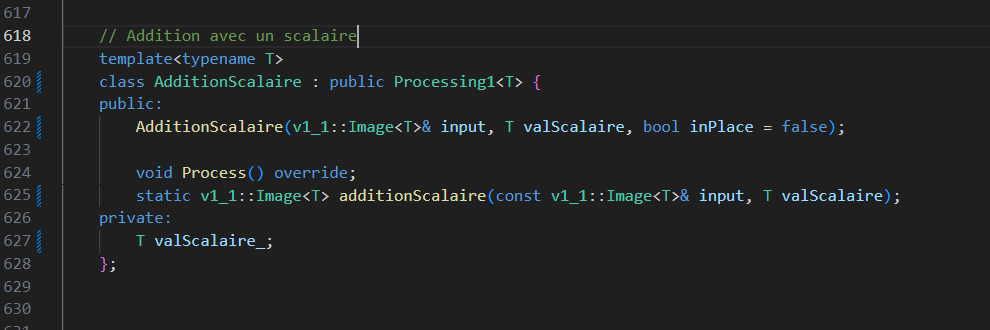 617
618 // Addition avec un scalaire
619 template<typename T>
620 class AdditionScalaire : public Processing1<T> {
621 public:
622 AdditionScalaire(v1_1::Image<T>& input, T valScalaire, bool inPlace = false);
623
624 void Process() override;
625 static v1_1::Image<T> additionScalaire(const v1_1::Image<T>& input, T valScalaire);
626 private:
627 T valScalaire_;
628 };
629
630
631